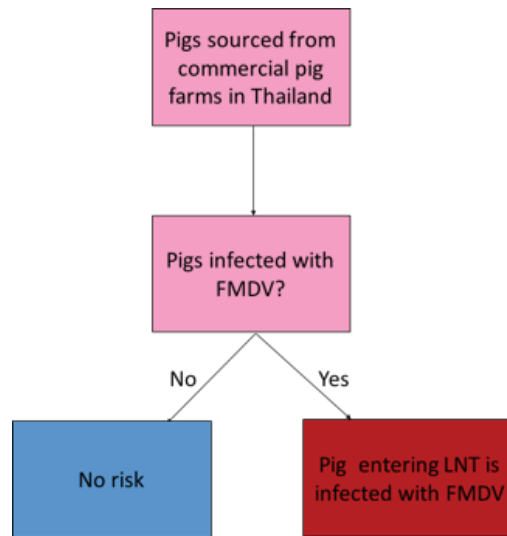 Pigs sourced from
commercial pig
farms in Thailand
Pigs infected with
FMDV?
No
Yes
No risk
Pig entering LNT is
infected with FMDV